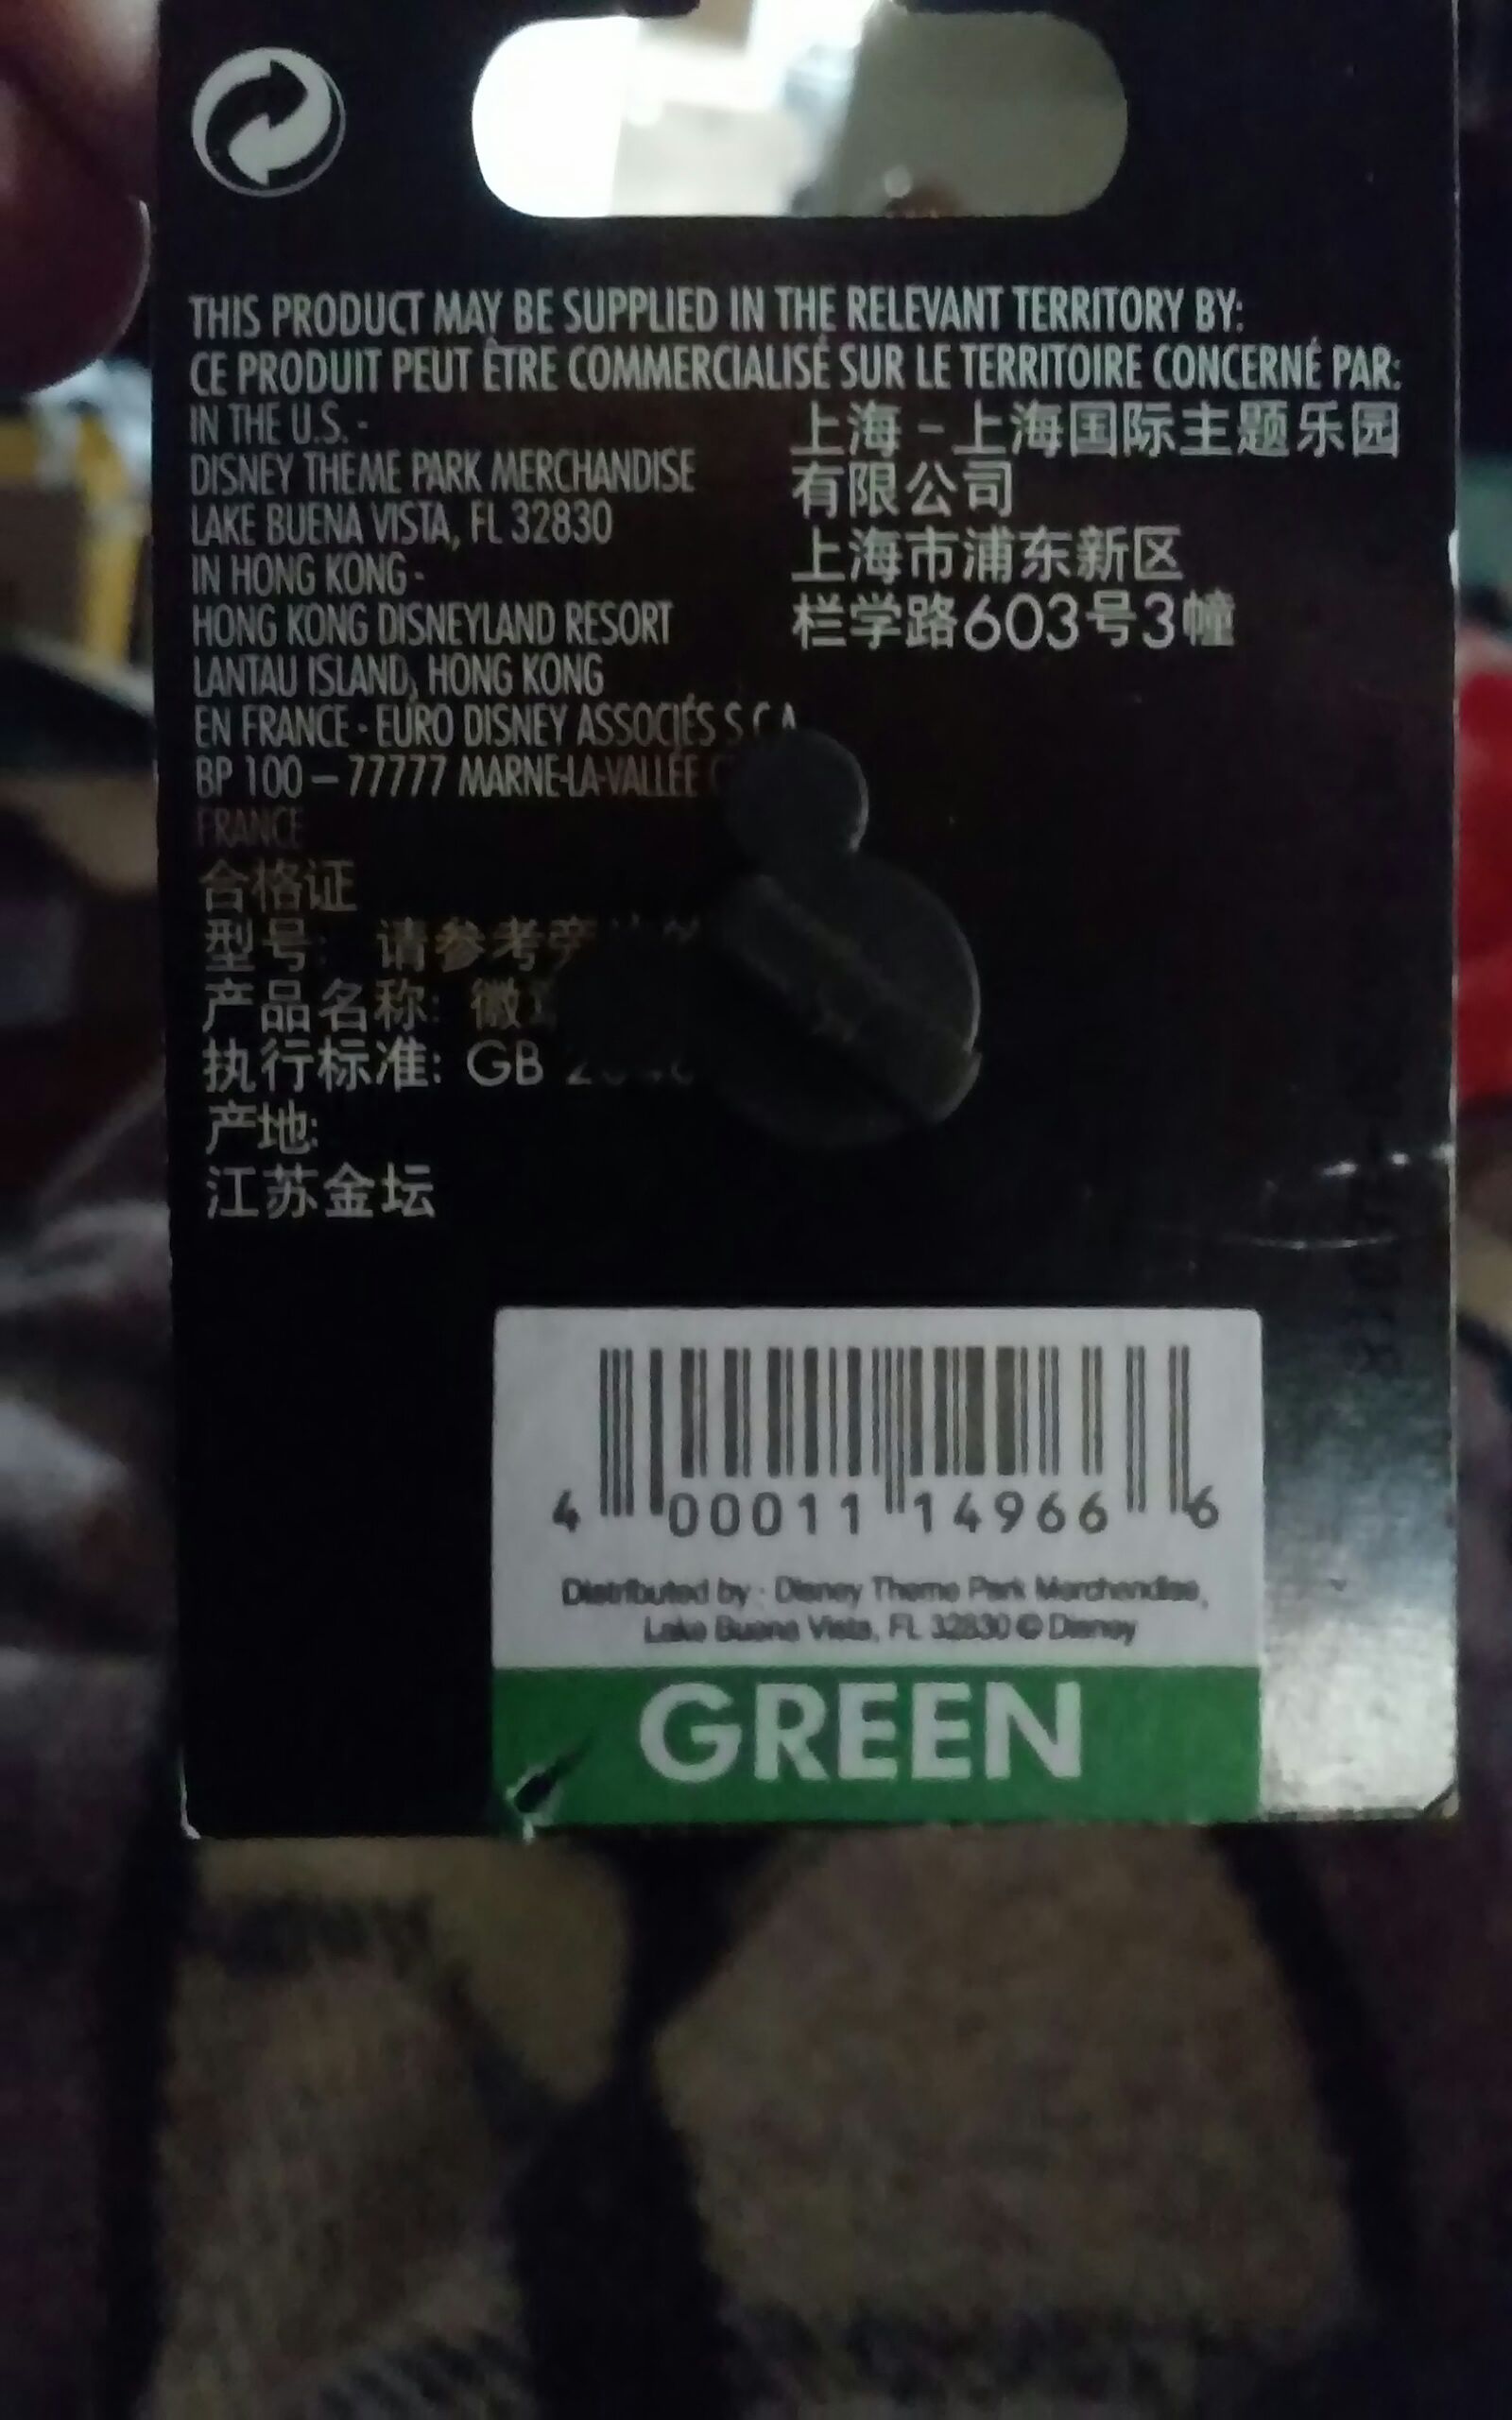 THIS PRODUCT MAY BE SUPPLIED IN THE RELEVANT TERRITORY BY:
CE PRODUIT PEUT ÊTRE COMMERCIALISÉ SUR LE TERRITOIRE CONCERNÉ PAR:
IN THE U.S. -
DISNEY THEME PARK MERCHANDISE
LAKE BUENA VISTA, FL 32830
IN HONG KONG -
HONG KONG DISNEYLAND RESORT
LANTAU ISLAND, HONG KONG
EN FRANCE - EURO DISNEY ASSOCIÉS S.C.A.
BP 100 – 77777 MARNE-LA-VALLÉE
FRANCE
合格证
型号: 请参考
产品名称: 徽
执行标准: GB
产地:
江苏金坛
上海 - 上海国际主题乐园
有限公司
上海市浦东新区
栏学路603号3幢
4 00011 14966 6
Distributed by : Disney Theme Park Merchandise,
Lake Buena Vista, FL 32830 © Disney
GREEN